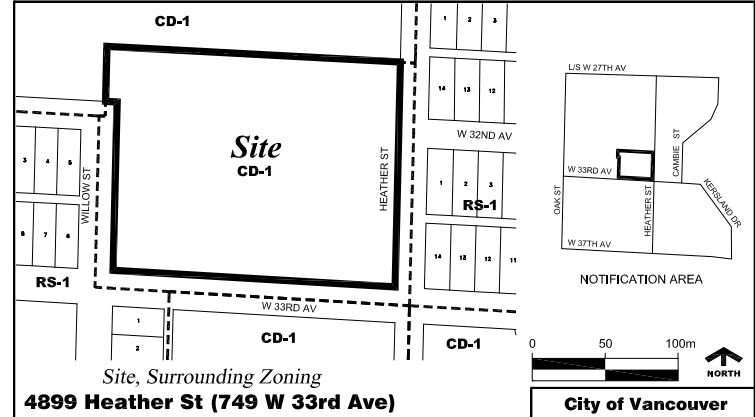 CD-1
1 2 3
14 13 12
W 32ND AV
Site
CD-1
HEATHER ST
WILLOW ST
3 4 5
8 7 6
RS-1
1 2 3
RS-1
14 13 12 11
W 33RD AV
1
2
CD-1
CD-1
L/S W 27TH AV
CAMBIE ST
W 33RD AV
OAK ST
HEATHER ST
KERSLAND DR
W 37TH AV
NOTIFICATION AREA
0 50 100m
NORTH
Site, Surrounding Zoning
4899 Heather St (749 W 33rd Ave)
City of Vancouver